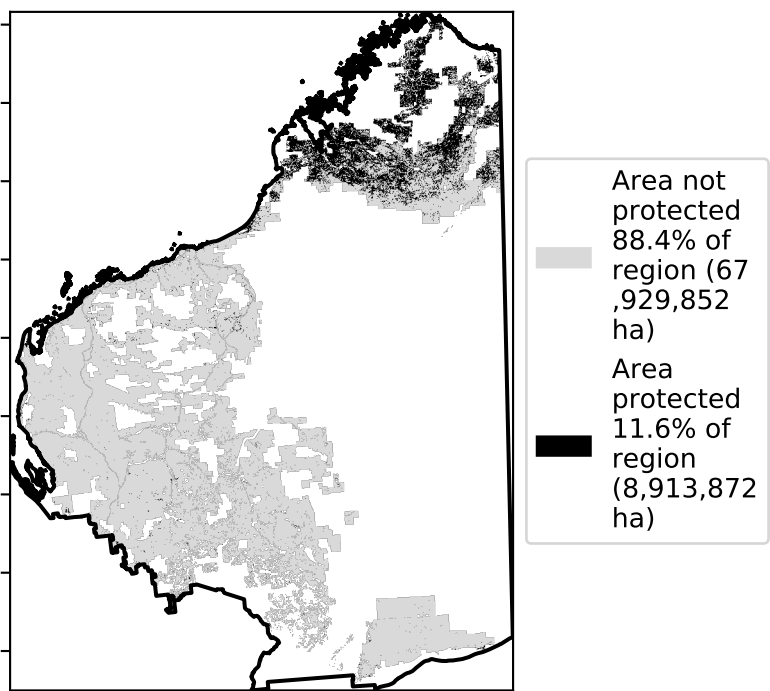 Area not
protected
88.4% of
region (67
,929,852
ha)
Area
protected
11.6% of
region
(8,913,872
ha)